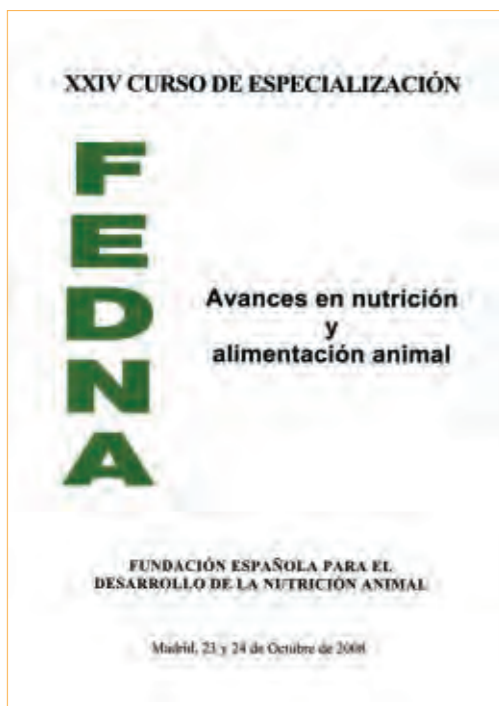 XXIV CURSO DE ESPECIALIZACIÓN
FEDNA
Avances en nutrición
y
alimentación animal
FUNDACIÓN ESPAÑOLA PARA EL
DESARROLLO DE LA NUTRICIÓN ANIMAL
Madrid, 23 y 24 de Octubre de 2008